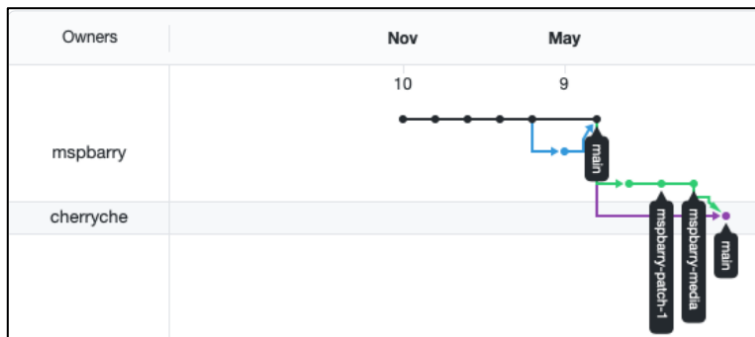 Owners Nov May
10 9
mspbarry
main
cherryche
mspbarry-patch-1
mspbarry-media
main